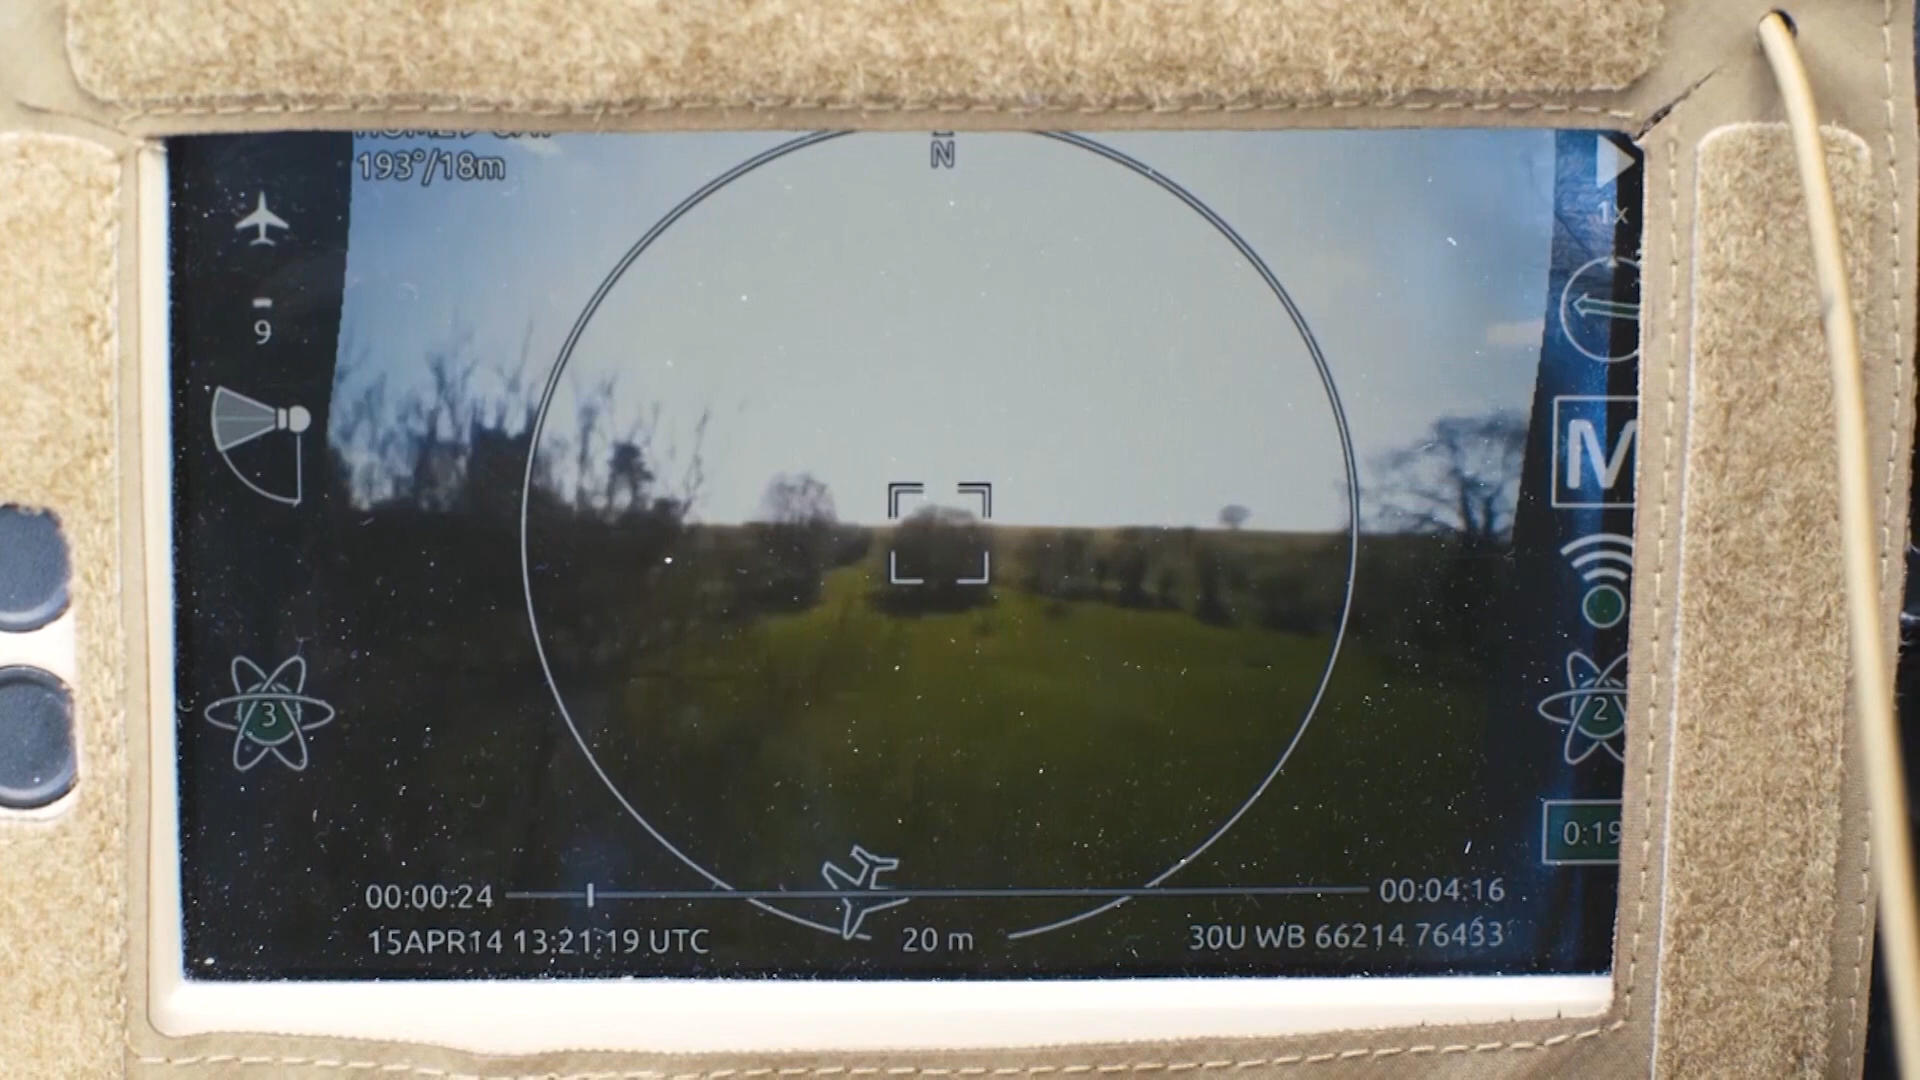 193°/18m
N
1x
9
M
3
2
0:19
00:00:24
00:04:16
15APR14 13:21:19 UTC
20 m
30U WB 66214 76433